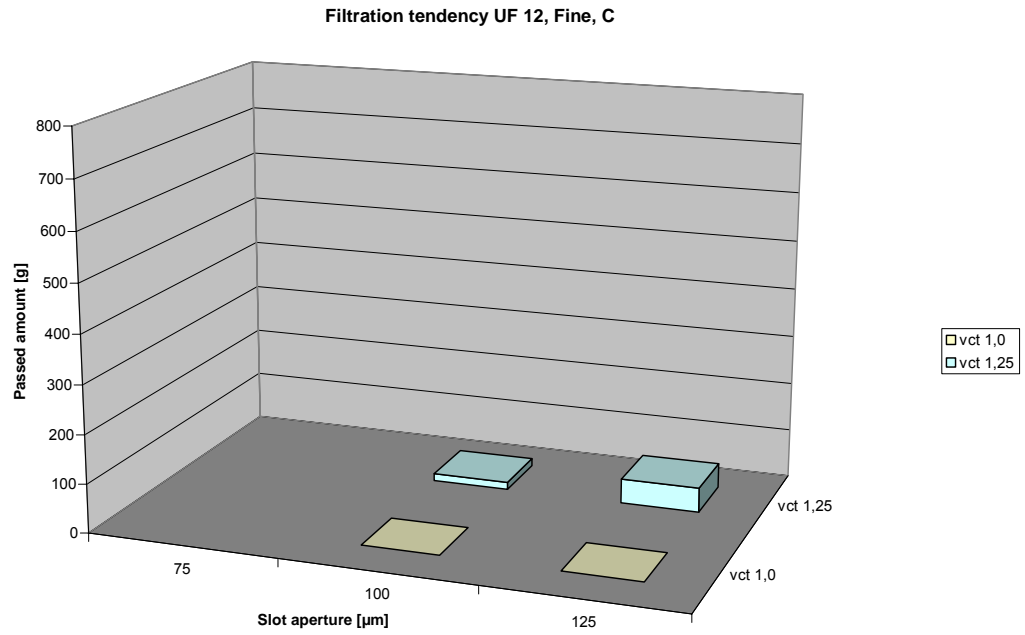 Filtration tendency UF 12, Fine, C
800
700
600
500
400
300
200
100
0
Passed amount [g]
75
100
125
Slot aperture [µm]
vct 1,25
vct 1,0
vct 1,0
vct 1,25